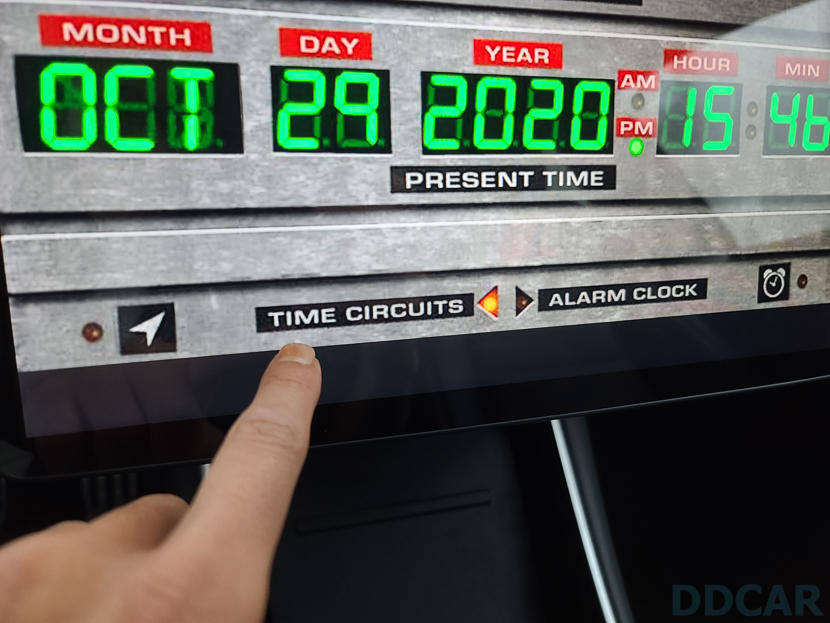 MONTH DAY YEAR HOUR MIN
OCT 29 2020 AM PM 15 46
PRESENT TIME
TIME CIRCUITS ALARM CLOCK
DDCAR